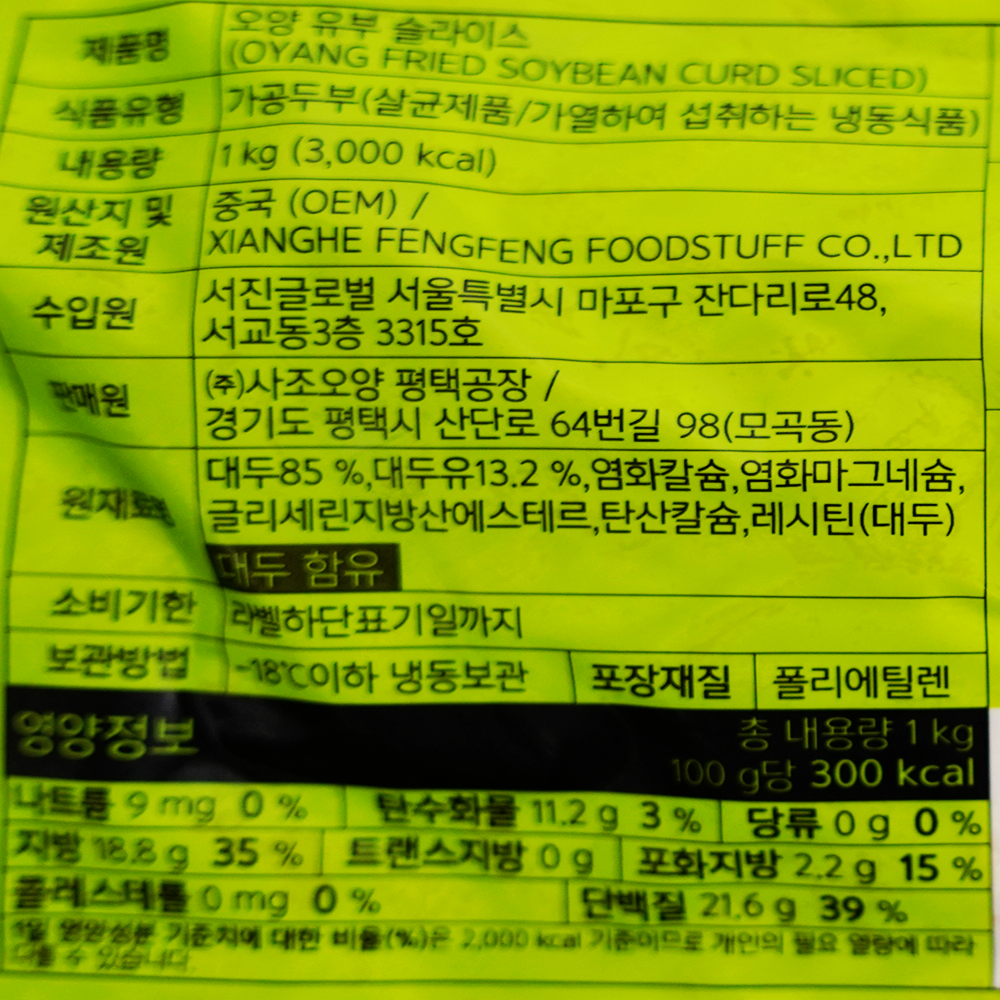 제품명 오양 유부 슬라이스
(OYANG FRIED SOYBEAN CURD SLICED)
식품유형 가공두부(살균제품/가열하여 섭취하는 냉동식품)
내용량 1 kg (3,000 kcal)
원산지 및 제조원 중국 (OEM) /
XIANGHE FENGFENG FOODSTUFF CO.,LTD
수입원 서진글로벌 서울특별시 마포구 잔다리로48,
서교동3층 3315호
판매원 (주)사조오양 평택공장 /
경기도 평택시 산단로 64번길 98(모곡동)
원재료 대두85 %,대두유13.2 %,염화칼슘,염화마그네슘,
글리세린지방산에스테르,탄산칼슘,레시틴(대두)
대두 함유
소비기한 라벨하단표기일까지
보관방법 -18℃이하 냉동보관 포장재질 폴리에틸렌
영양정보 총 내용량 1 kg
100 g당 300 kcal
나트륨 9 mg 0 % 탄수화물 11.2 g 3 % 당류 0 g 0 %
지방 18.8 g 35 % 트랜스지방 0 g 포화지방 2.2 g 15 %
콜레스테롤 0 mg 0 % 단백질 21.6 g 39 %
1일 영양성분 기준치에 대한 비율(%)은 2,000 kcal 기준이므로 개인의 필요 열량에 따라
다를 수 있습니다.